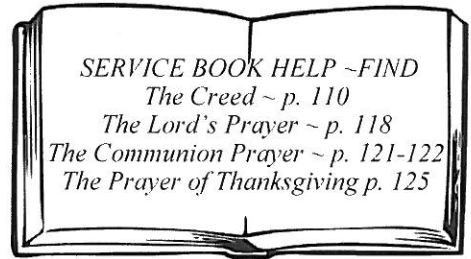 SERVICE BOOK HELP ~FIND
The Creed ~ p. 110
The Lord's Prayer ~ p. 118
The Communion Prayer ~ p. 121-122
The Prayer of Thanksgiving p. 125